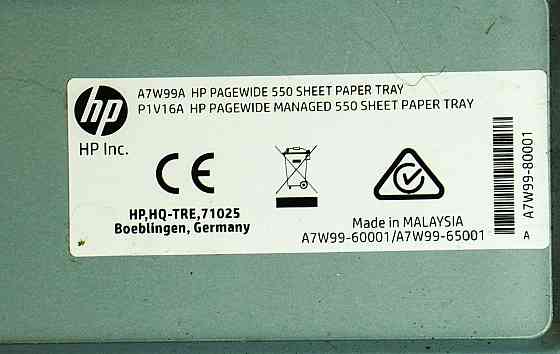 hp
HP Inc.
A7W99A HP PAGEWIDE 550 SHEET PAPER TRAY
P1V16A HP PAGEWIDE MANAGED 550 SHEET PAPER TRAY
CE
HP,HQ-TRE,71025
Boeblingen, Germany
Made in MALAYSIA
A7W99-60001/A7W99-65001
A7W99-80001
A